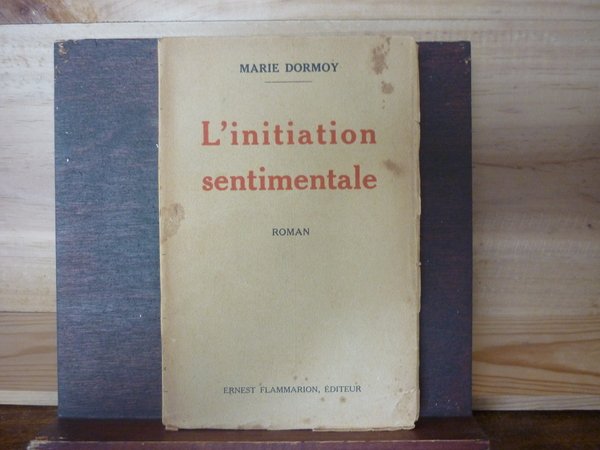 MARIE DORMOY
L'initiation
sentimentale
ROMAN
ERNEST FLAMMARION, ÉDITEUR